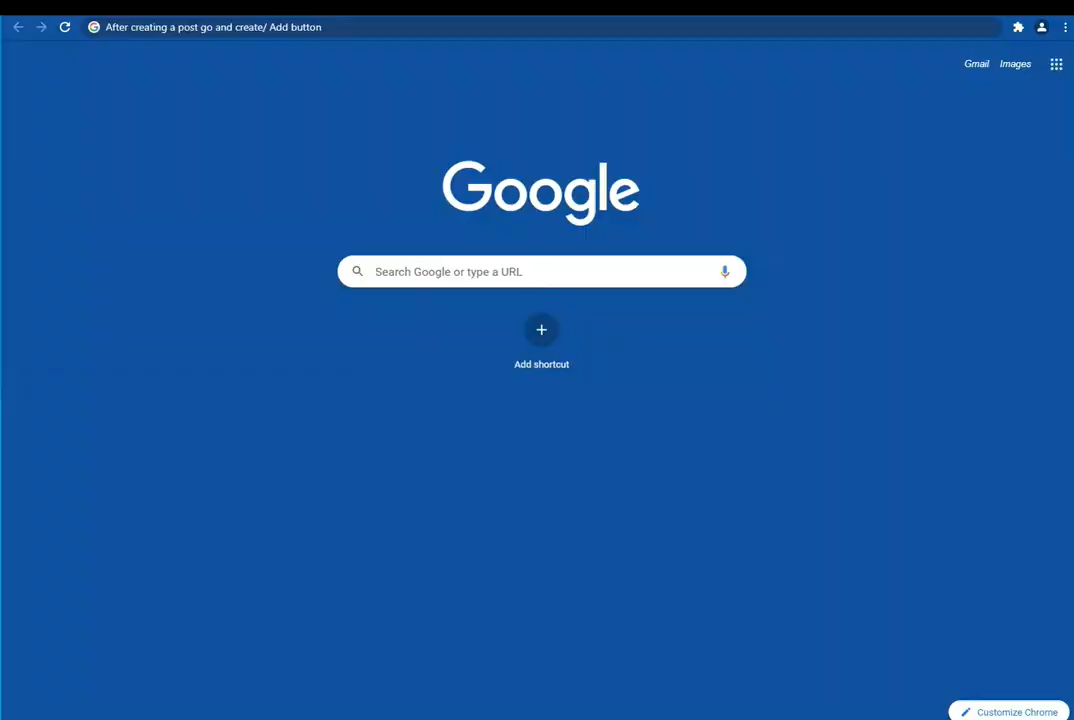 After creating a post go and create/ Add button
Gmail Images
Google
Search Google or type a URL
Add shortcut
Customize Chrome